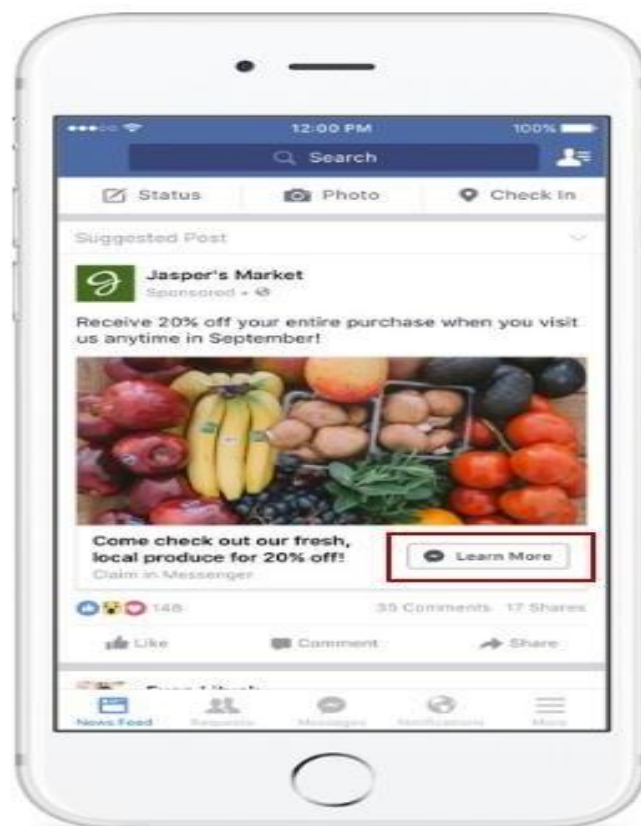 12:00 PM 100%
Search
Status Photo Check In
Suggested Post
Jasper's Market
Sponsored
Receive 20% off your entire purchase when you visit
us anytime in September!
Come check out our fresh,
local produce for 20% off!
Learn More
Claim in Messenger
148 35 Comments 17 Shares
Like Comment Share
News Feed Requests Messages Notifications More